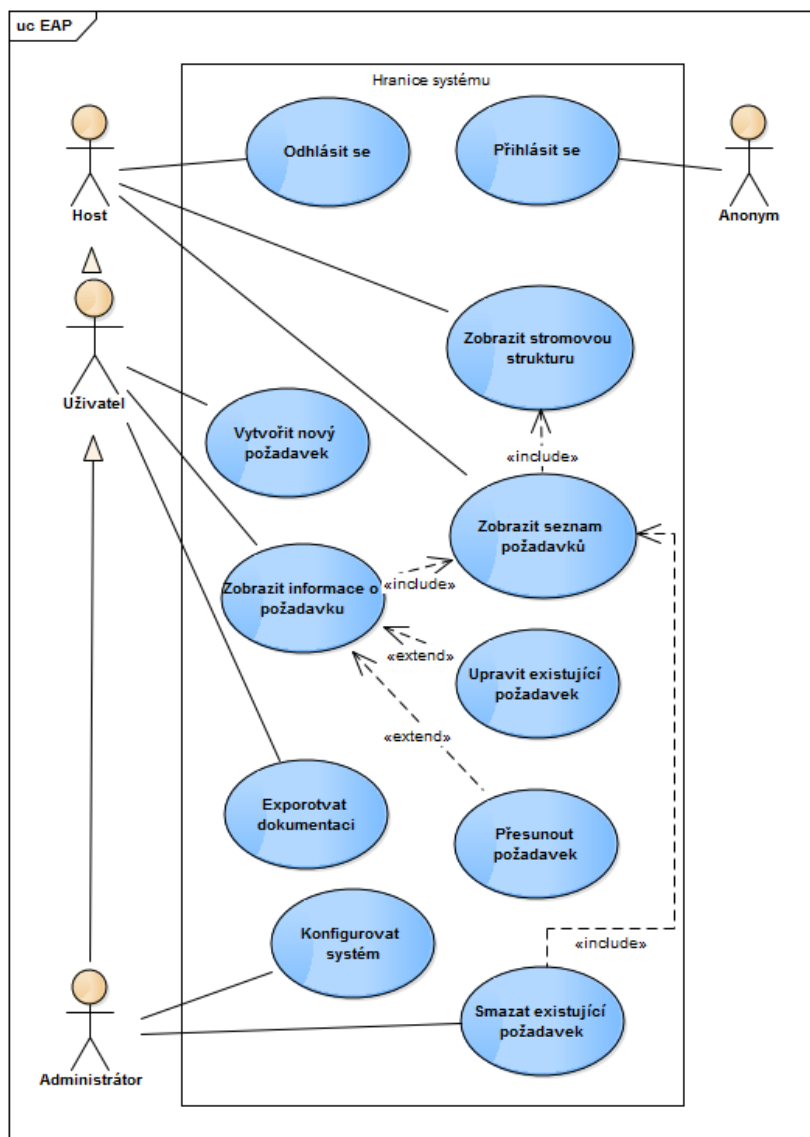 uc EAP
Hranice systému
Odhlásit se
Přihlásit se
Host
Anonym
Zobrazit stromovou
strukturu
Uživatel
Vytvořit nový
požadavek
«include»
Zobrazit seznam
požadavků
Zobrazit informace o
požadavku
«include»
«extend»
Upravit existující
požadavek
«extend»
Exporotvat
dokumentaci
Přesunout
požadavek
Konfigurovat
systém
«include»
Smazat existující
požadavek
Administrátor